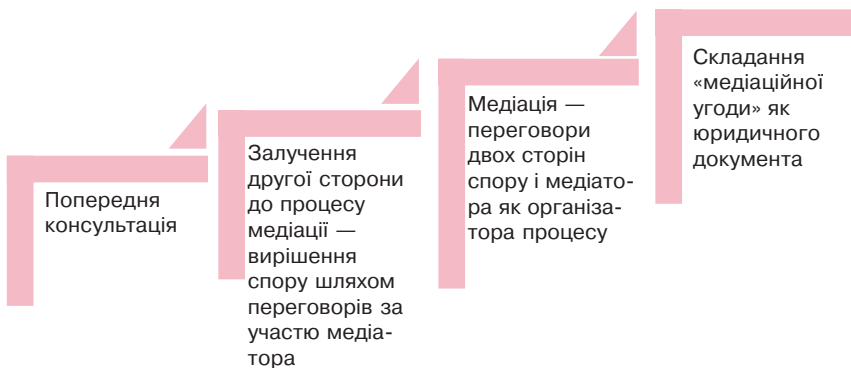 Попередня
консультація
Залучення
другої сторони
до процесу
медіації —
вирішення
спору шляхом
переговорів за
участю медіа-
тора
Медіація —
переговори
двох сторін
спору і медіато-
ра як організа-
тора процесу
Складання
«медіаційної
угоди» як
юридичного
документа